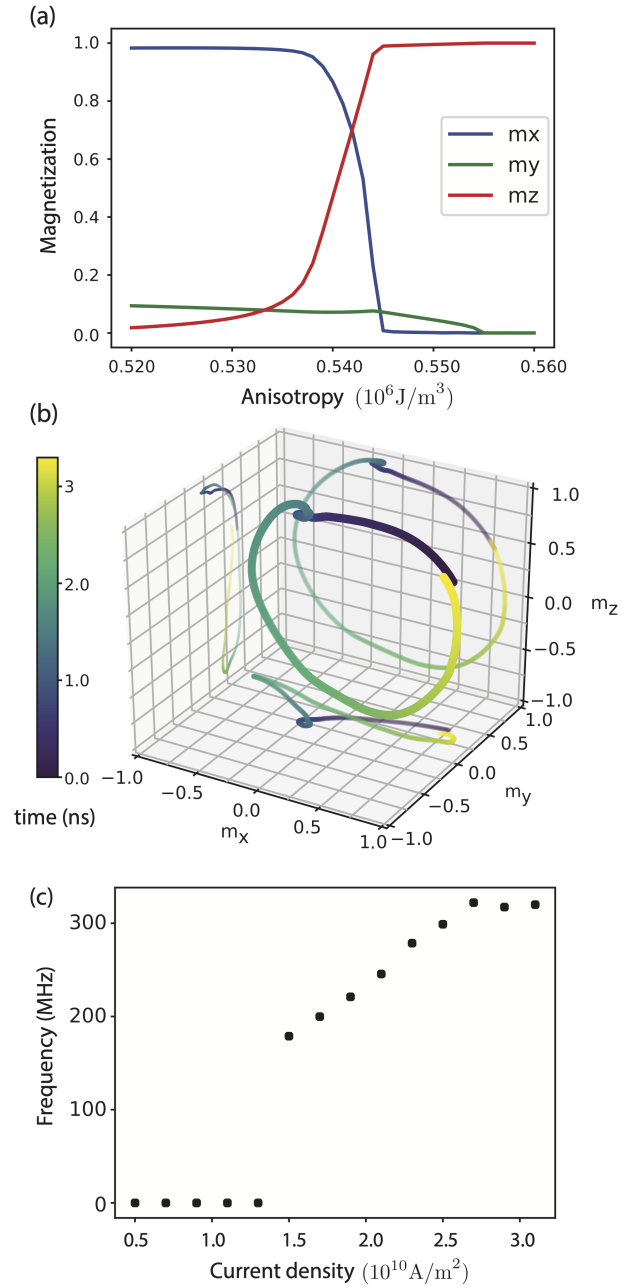 (a)
1.0
0.8
0.6
0.4
0.2
0.0
Magnetization
mx
my
mz
0.520
0.530
0.540
0.550
0.560
Anisotropy (10⁶J/m³)
(b)
3
2.0
1.0
0.0
time (ns)
1.0
0.5
0.0
−0.5
−1.0
m_z
1.0
0.5
0.0
−0.5
−1.0
m_y
−1.0
−0.5
0.0
0.5
1.0
m_x
(c)
300
200
100
0
Frequency (MHz)
0.5
1.0
1.5
2.0
2.5
3.0
Current density (10¹⁰A/m²)